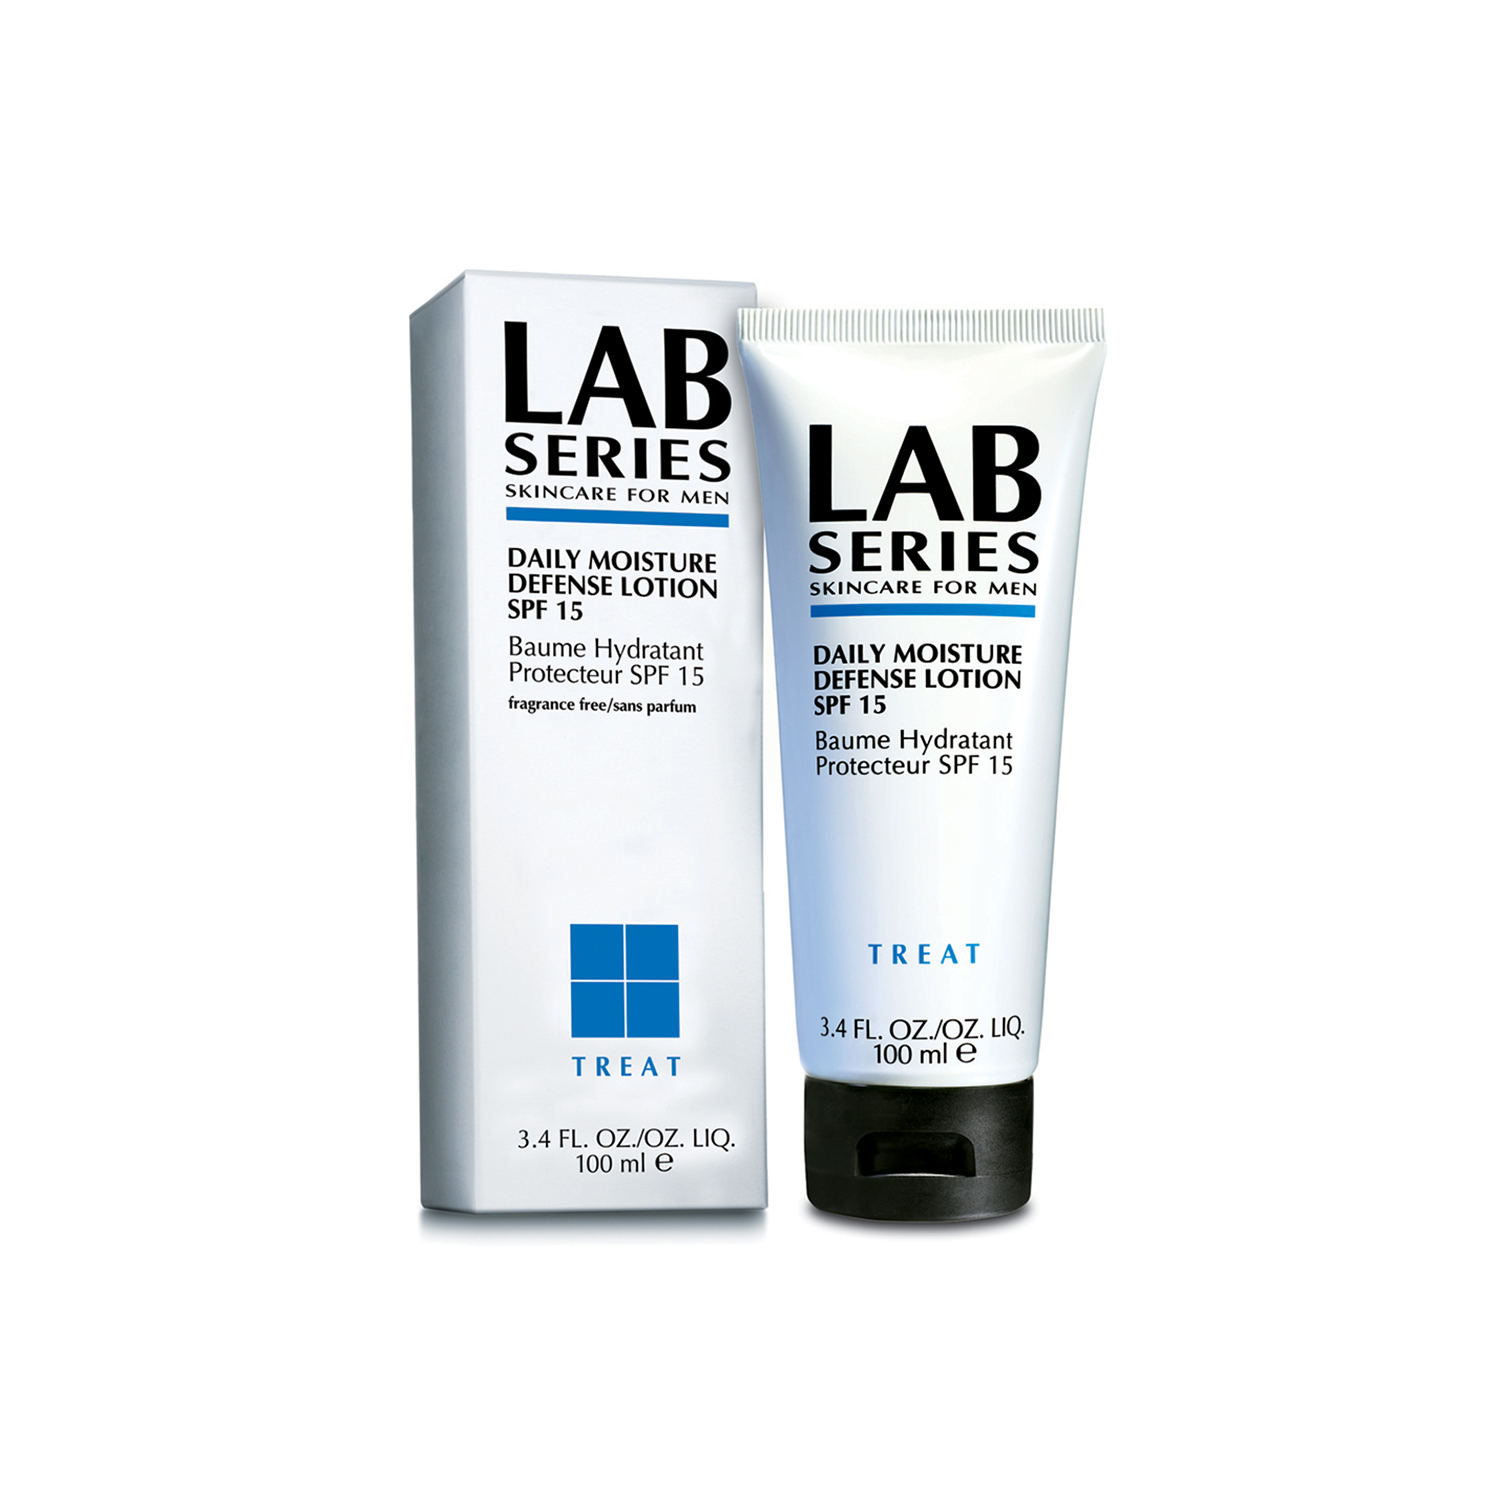 LAB
SERIES
SKINCARE FOR MEN
DAILY MOISTURE
DEFENSE LOTION
SPF 15
Baume Hydratant
Protecteur SPF 15
fragrance free/sans parfum
TREAT
3.4 FL. OZ./OZ. LIQ.
100 ml ℮
LAB
SERIES
SKINCARE FOR MEN
DAILY MOISTURE
DEFENSE LOTION
SPF 15
Baume Hydratant
Protecteur SPF 15
TREAT
3.4 FL. OZ./OZ. LIQ.
100 ml ℮